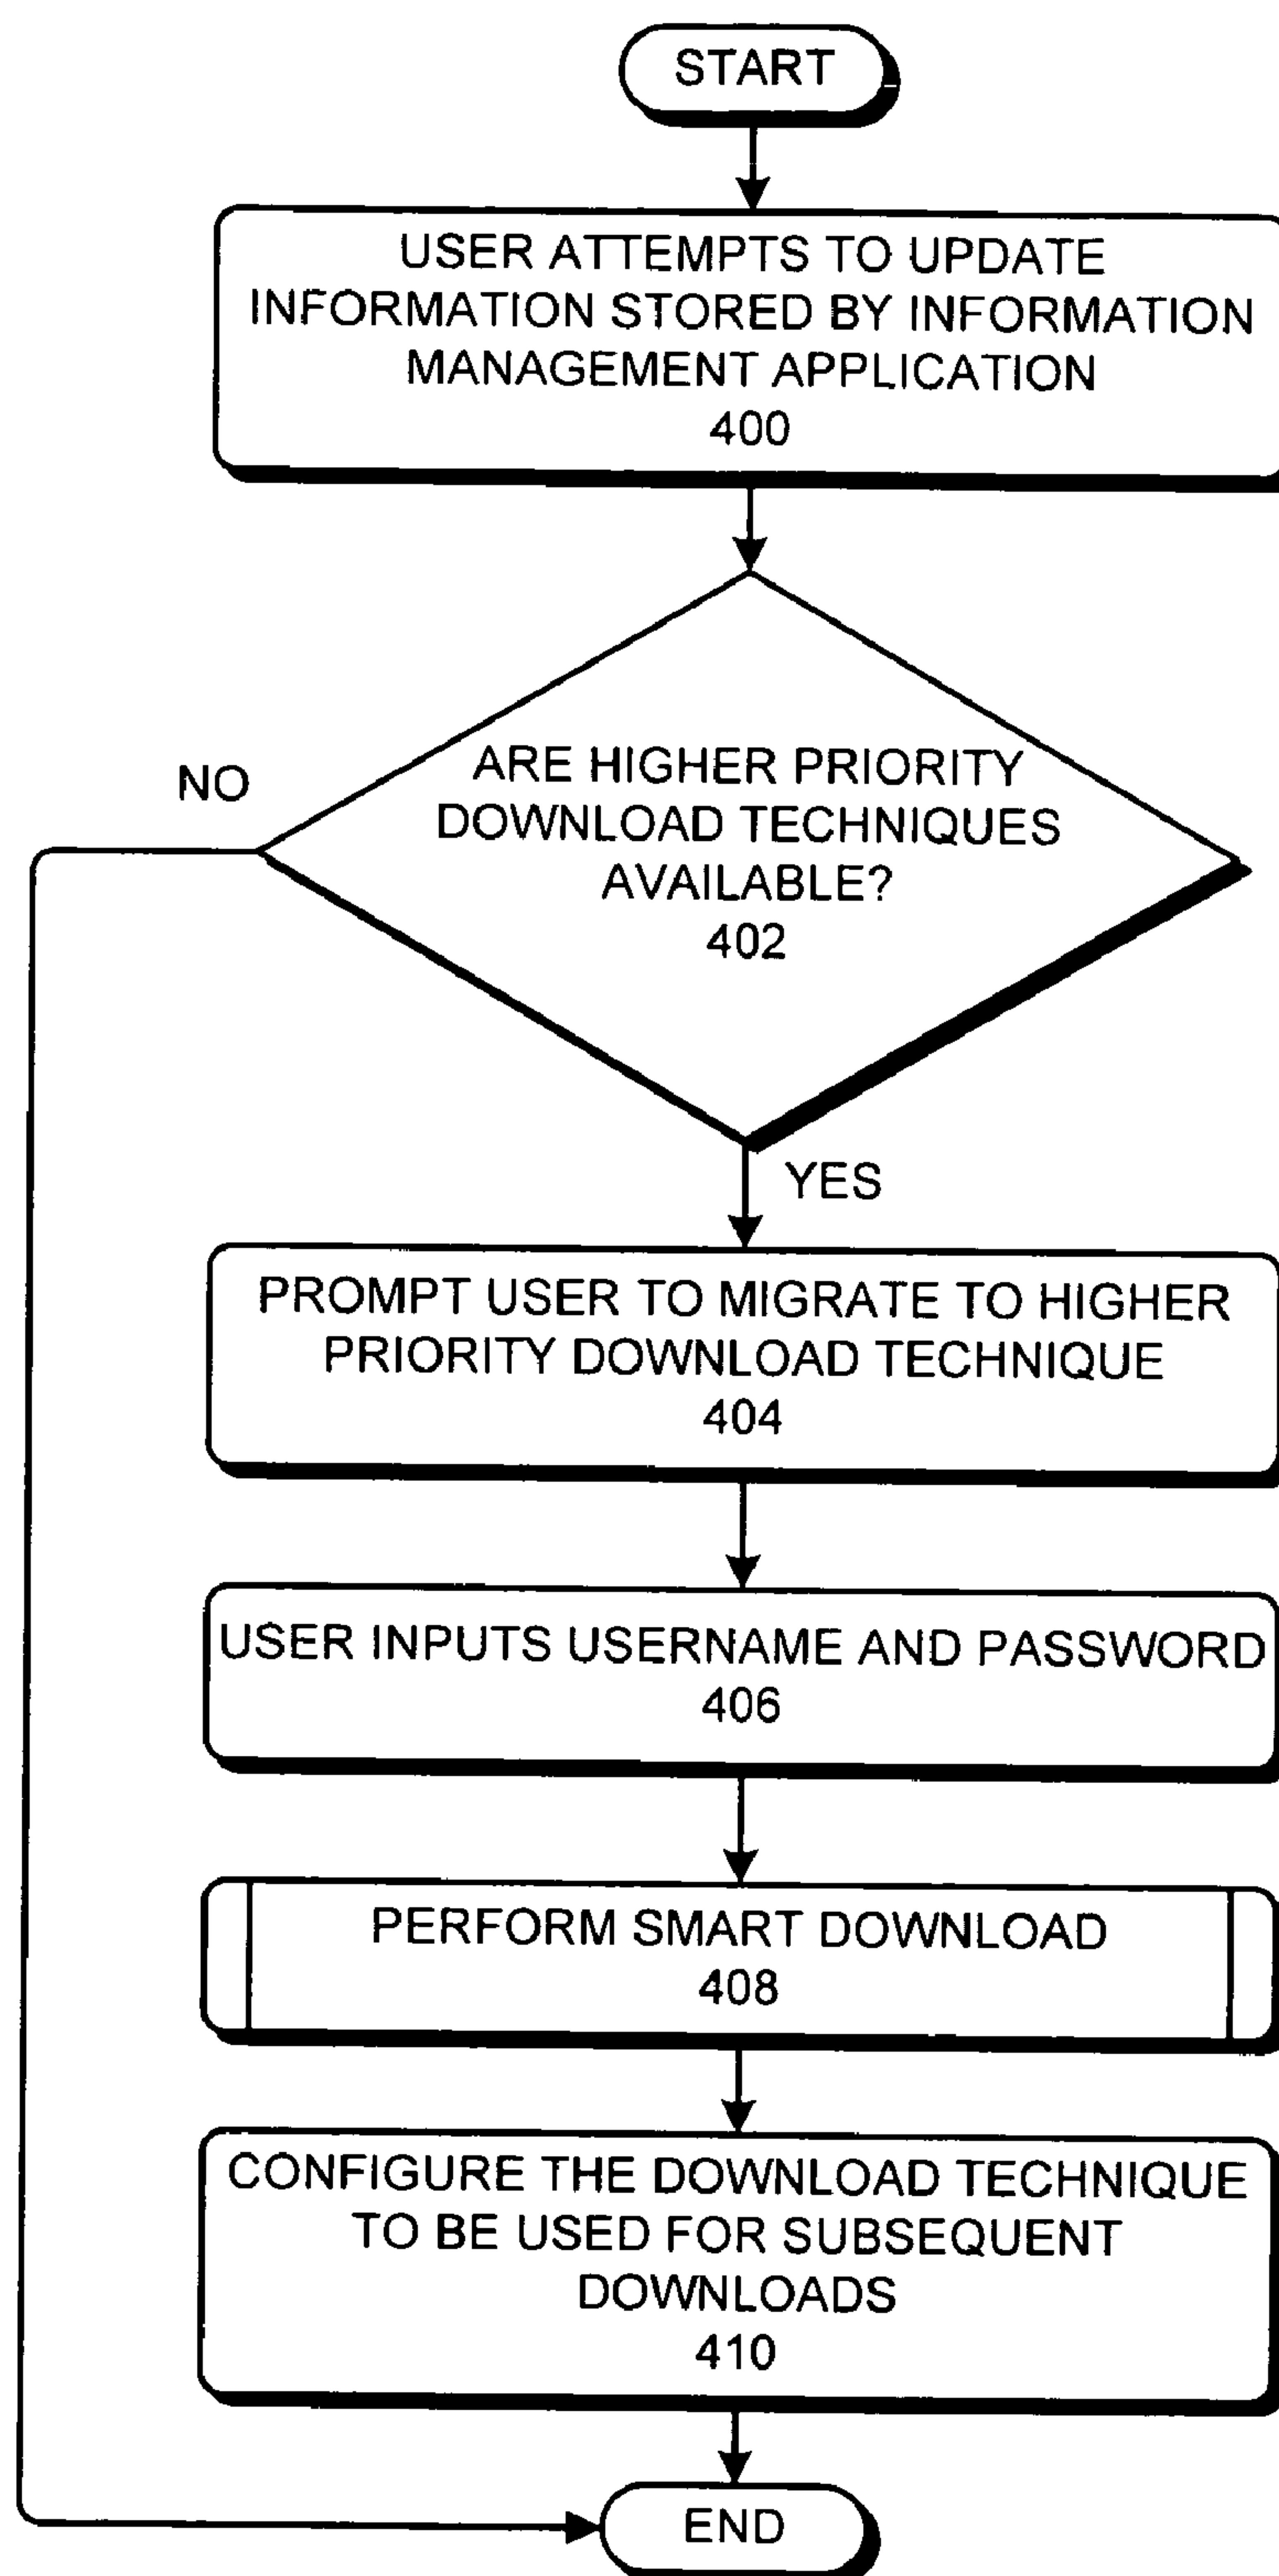 START
USER ATTEMPTS TO UPDATE
INFORMATION STORED BY INFORMATION
MANAGEMENT APPLICATION
400
NO
ARE HIGHER PRIORITY
DOWNLOAD TECHNIQUES
AVAILABLE?
402
YES
PROMPT USER TO MIGRATE TO HIGHER
PRIORITY DOWNLOAD TECHNIQUE
404
USER INPUTS USERNAME AND PASSWORD
406
PERFORM SMART DOWNLOAD
408
CONFIGURE THE DOWNLOAD TECHNIQUE
TO BE USED FOR SUBSEQUENT
DOWNLOADS
410
END